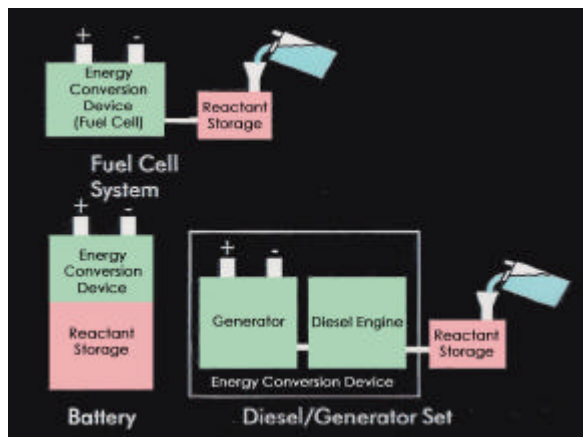 + -
Energy
Conversion
Device
(Fuel Cell)
Reactant
Storage
Fuel Cell
System
+ -
Energy
Conversion
Device
Reactant
Storage
Battery
+ -
Generator
Diesel Engine
Reactant
Storage
Energy Conversion Device
Diesel/Generator Set